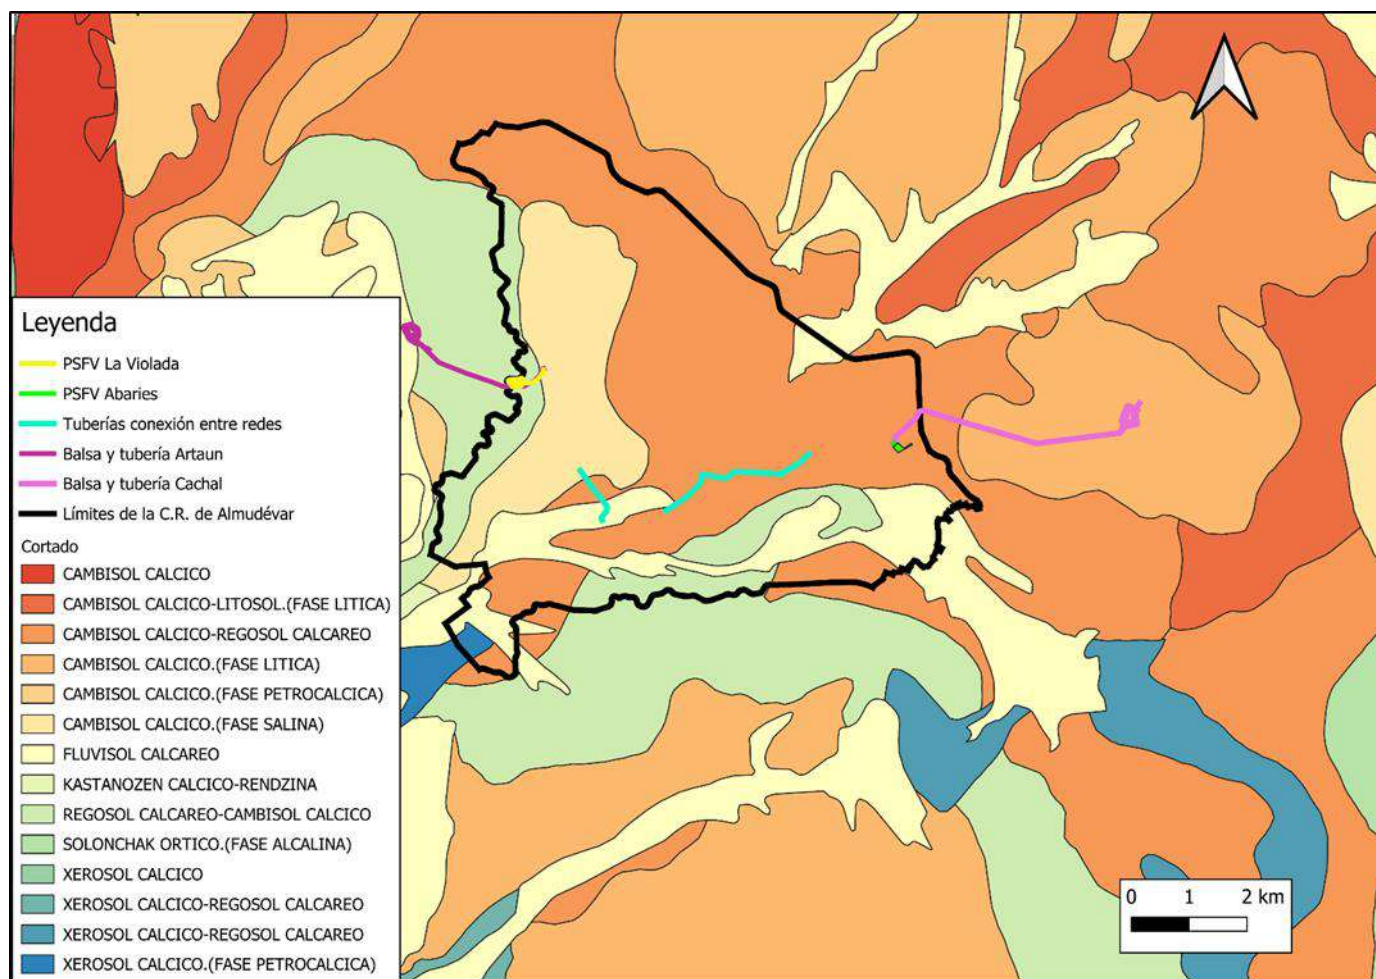 Leyenda
PSFV La Violada
PSFV Abaries
Tuberías conexión entre redes
Balsa y tubería Artaun
Balsa y tubería Cachal
Límites de la C.R. de Almudévar
Cortado
CAMBISOL CALCICO
CAMBISOL CALCICO-LITOSOL.(FASE LITICA)
CAMBISOL CALCICO-REGOSOL CALCAREO
CAMBISOL CALCICO.(FASE LITICA)
CAMBISOL CALCICO.(FASE PETROCALCICA)
CAMBISOL CALCICO.(FASE SALINA)
FLUVISOL CALCAREO
KASTANOZEN CALCICO-RENDZINA
REGOSOL CALCAREO-CAMBISOL CALCICO
SOLONCHAK ORTICO.(FASE ALCALINA)
XEROSOL CALCICO
XEROSOL CALCICO-REGOSOL CALCAREO
XEROSOL CALCICO-REGOSOL CALCAREO
XEROSOL CALCICO.(FASE PETROCALCICA)
0 1 2 km